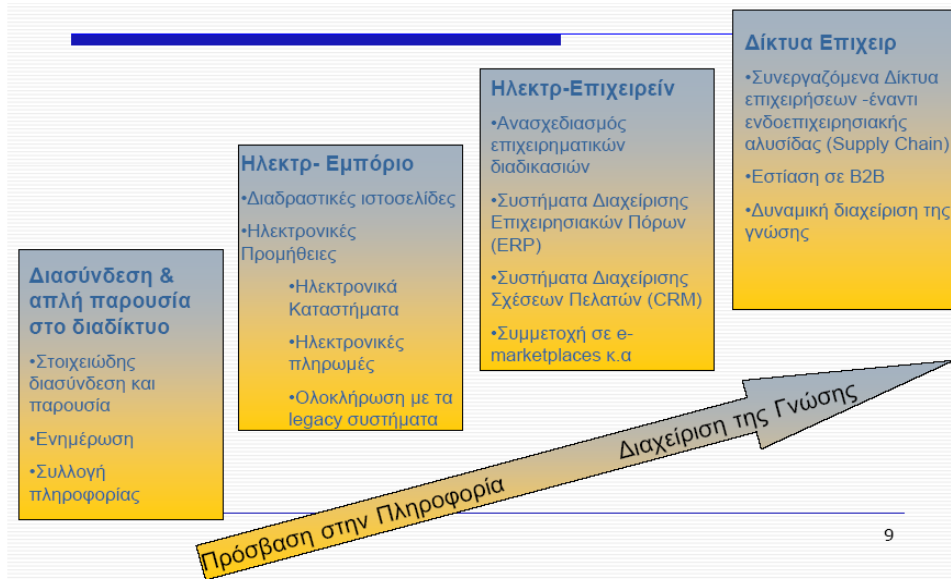 Διασύνδεση &
απλή παρουσία
στο διαδίκτυο
•Στοιχειώδης
διασύνδεση και
παρουσία
•Ενημέρωση
•Συλλογή
πληροφορίας
Ηλεκτρ- Εμπόριο
•Διαδραστικές ιστοσελίδες
•Ηλεκτρονικές
Προμήθειες
•Ηλεκτρονικά
Καταστήματα
•Ηλεκτρονικές
πληρωμές
•Ολοκλήρωση με τα
legacy συστήματα
Ηλεκτρ-Επιχειρείν
•Ανασχεδιασμός
επιχειρηματικών
διαδικασιών
•Συστήματα Διαχείρισης
Επιχειρησιακών Πόρων
(ERP)
•Συστήματα Διαχείρισης
Σχέσεων Πελατών (CRM)
•Συμμετοχή σε e-
marketplaces κ.α
Δίκτυα Επιχειρ
•Συνεργαζόμενα Δίκτυα
επιχειρήσεων -έναντι
ενδοεπιχειρησιακής
αλυσίδας (Supply Chain)
•Εστίαση σε B2B
•Δυναμική διαχείριση της
γνώσης
Πρόσβαση στην Πληροφορία
Διαχείριση της Γνώσης
9